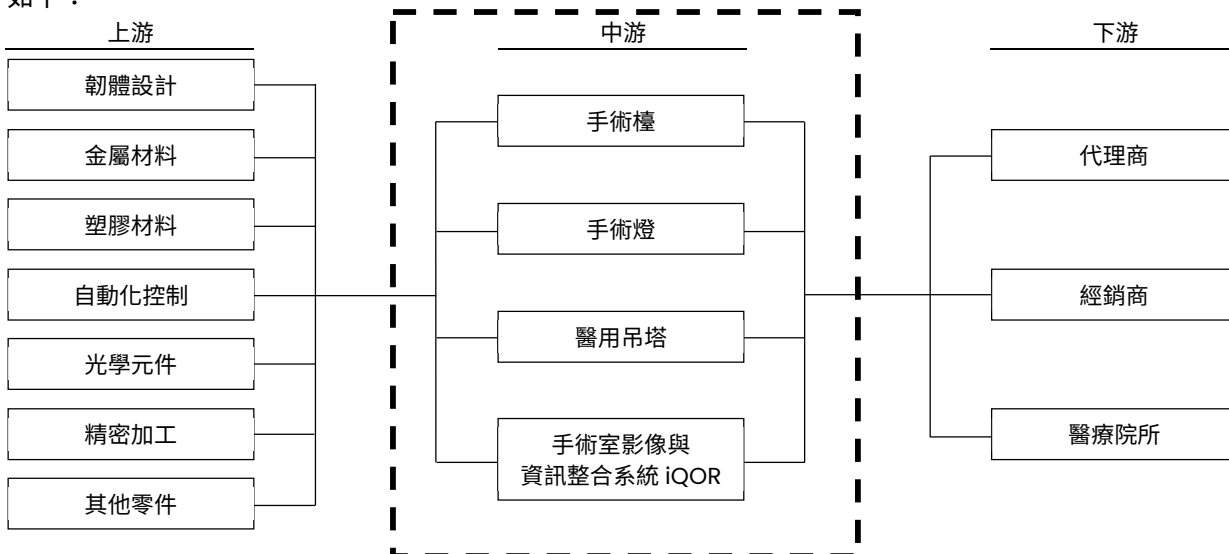 上游
韌體設計
金屬材料
塑膠材料
自動化控制
光學元件
精密加工
其他零件
中游
手術檯
手術燈
醫用吊塔
手術室影像與
資訊整合系統 iQOR
下游
代理商
經銷商
醫療院所